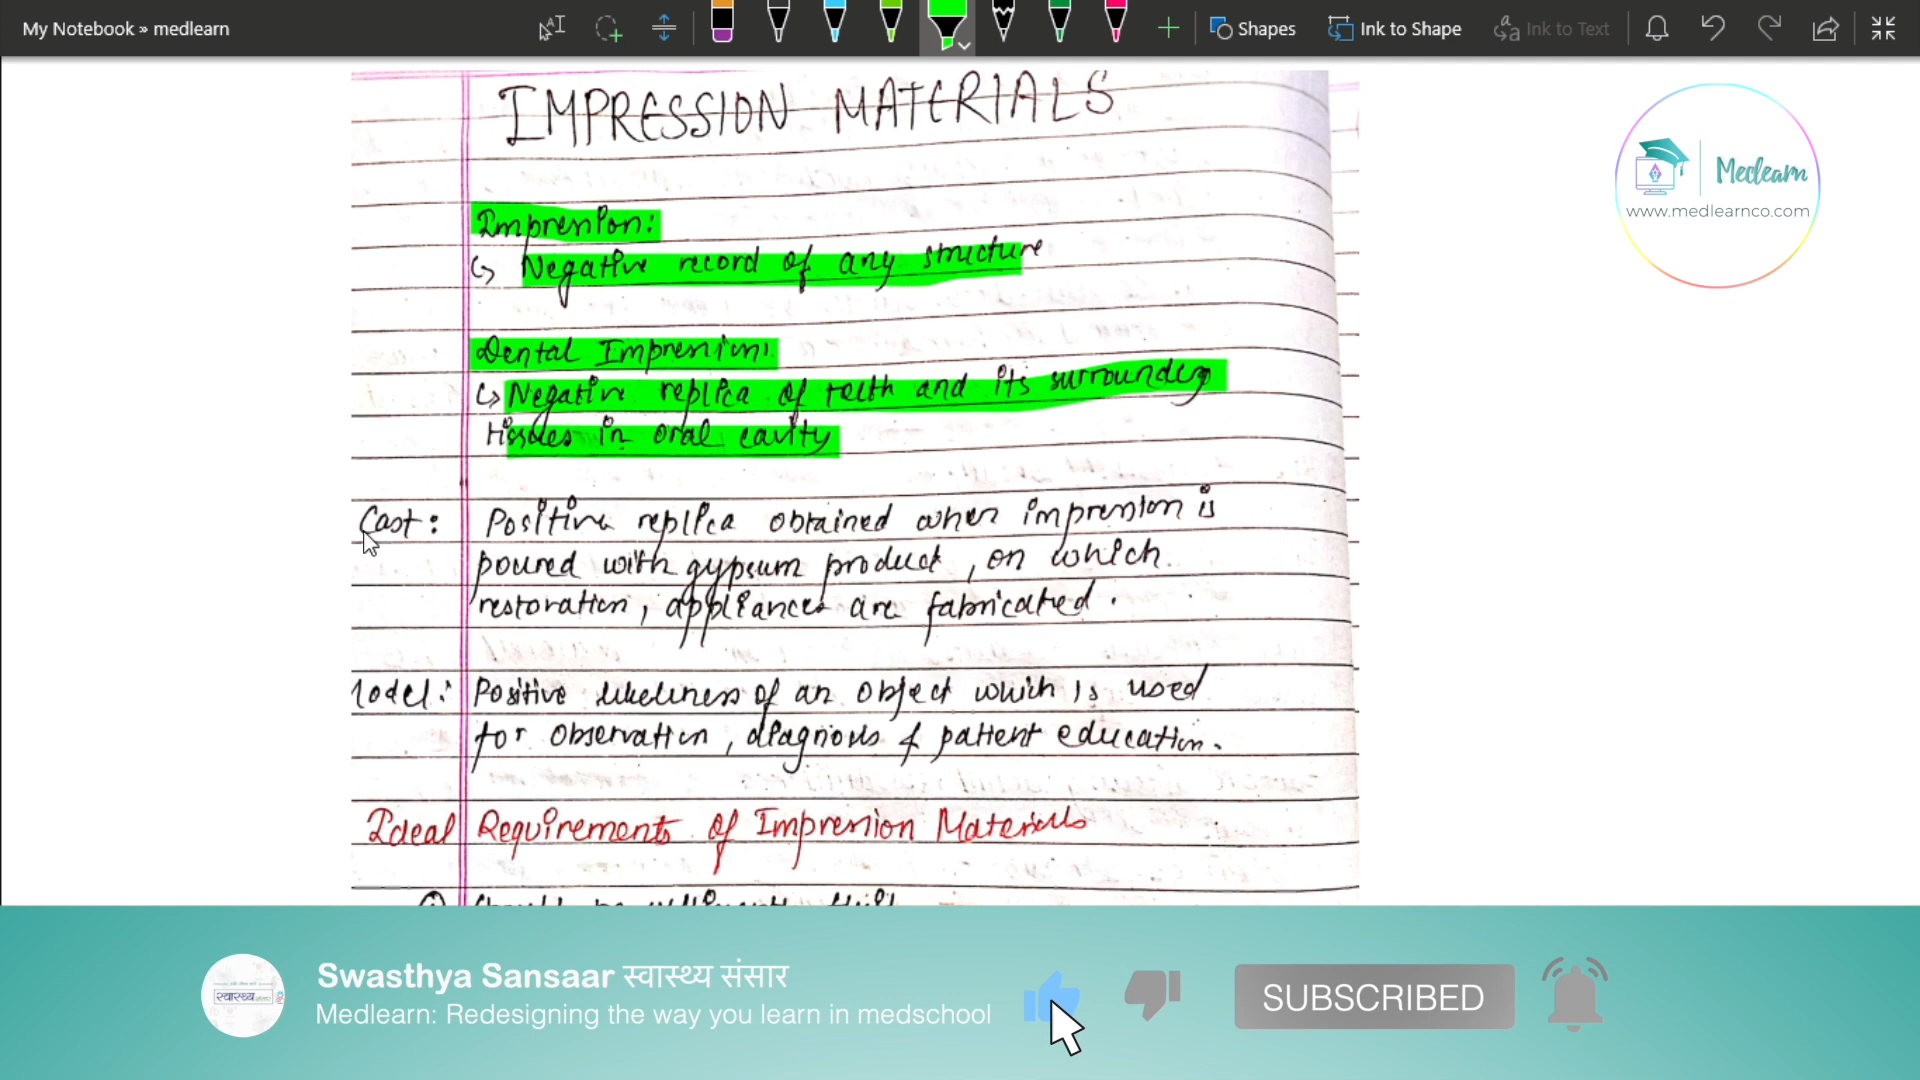 My Notebook » medlearn
Shapes
Ink to Shape
Ink to Text
IMPRESSION MATERIALS
Medlearn
www.medlearnco.com
Impression:
Negative record of any structure
Dental Impression:
Negative replica of teeth and its surrounding
tissues in oral cavity
Cast: Positive replica obtained when impression is
poured with gypsum product, on which
restoration, appliances are fabricated.
Model: Positive likeliness of an object which is used
for observation, diagnosis & patient education.
Ideal Requirements of Impression Materials
Swasthya Sansaar स्वास्थ्य संसार
Medlearn: Redesigning the way you learn in medschool
SUBSCRIBED
स्वास्थ्य